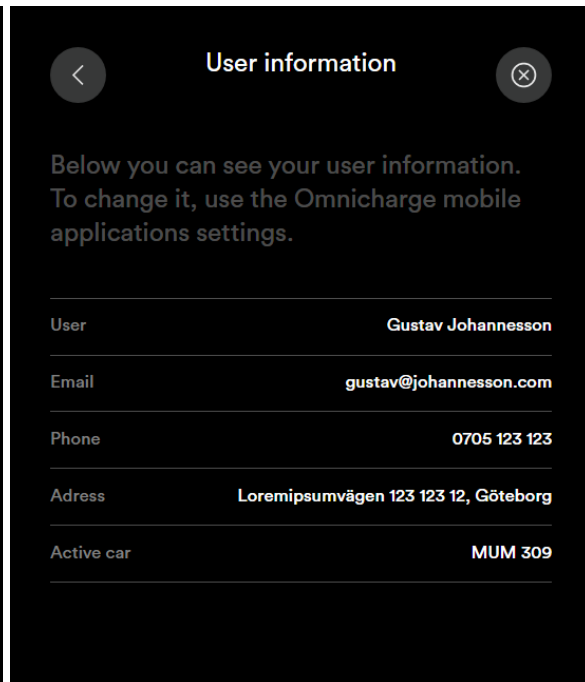 User information
Below you can see your user information.
To change it, use the Omnicharge mobile
applications settings.
User Gustav Johannesson
Email gustav@johannesson.com
Phone 0705 123 123
Adress Loremipsumvägen 123 123 12, Göteborg
Active car MUM 309